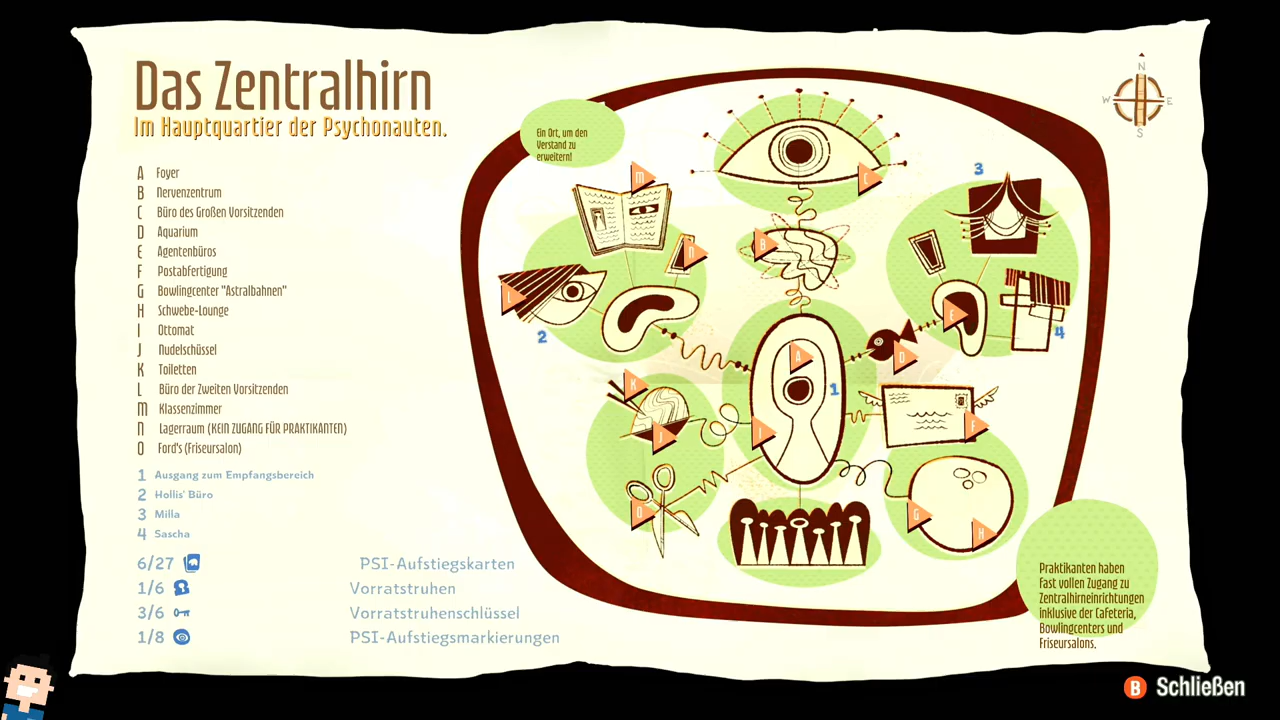 Das Zentralhirn
Im Hauptquartier der Psychonauten.
A Foyer
B Nervenzentrum
C Büro des Großen Vorsitzenden
D Aquarium
E Agentenbüros
F Postabfertigung
G Bowlingcenter "Astralbahnen"
H Schwebe-Lounge
I Ottomat
J Nudelschüssel
K Toiletten
L Büro der Zweiten Vorsitzenden
M Klassenzimmer
N Lagerraum (KEIN ZUGANG FÜR PRAKTIKANTEN)
O Ford's (Friseursalon)
1 Ausgang zum Empfangsbereich
2 Hollis' Büro
3 Milla
4 Sascha
6/27 PSI-Aufstiegskarten
1/6 Vorratstruhen
3/6 Vorratstruhenschlüssel
1/8 PSI-Aufstiegsmarkierungen
Ein Ort, um den
Verstand zu
erweitern!
N
W E
S
M
C
3
B
N
L
2
E
4
A
D
K
1
J
I
F
O
G
H
Praktikanten haben
Fast vollen Zugang zu
Zentralhirneinrichtungen
inklusive der Cafeteria,
Bowlingcenters und
Friseursalons.
B Schließen